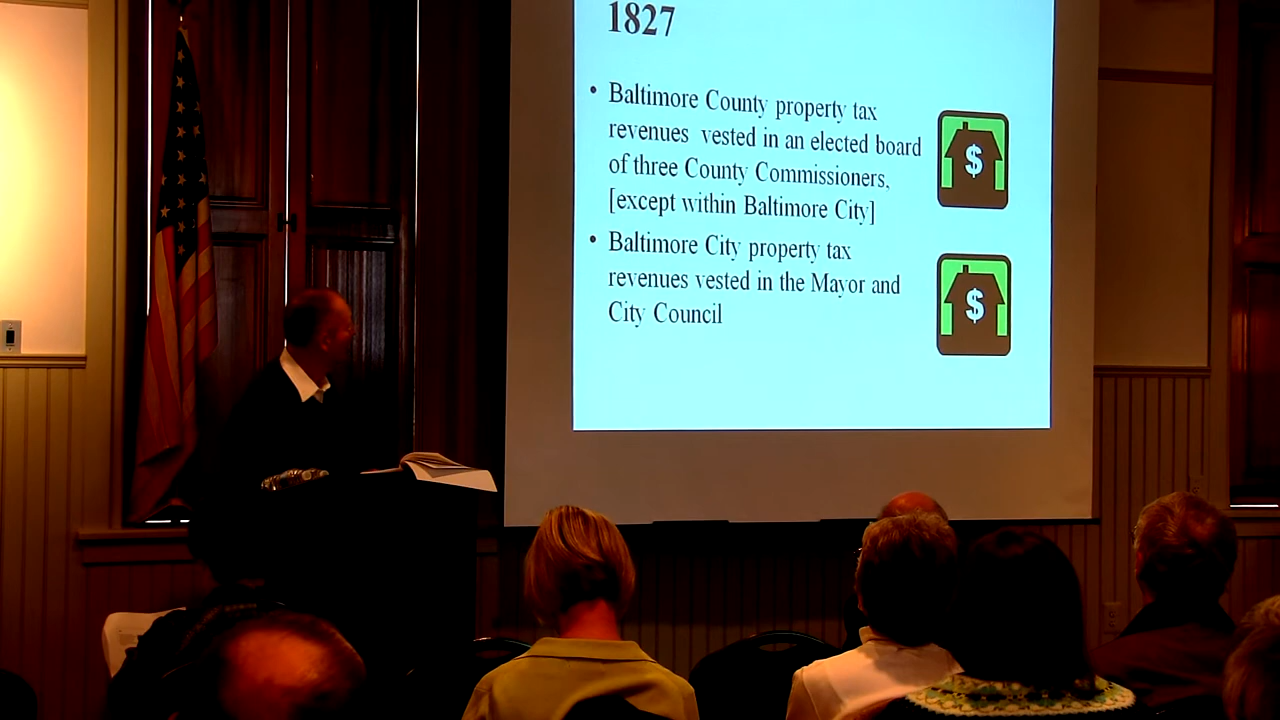 1827
• Baltimore County property tax
revenues vested in an elected board
of three County Commissioners,
[except within Baltimore City]
• Baltimore City property tax
revenues vested in the Mayor and
City Council
$
$